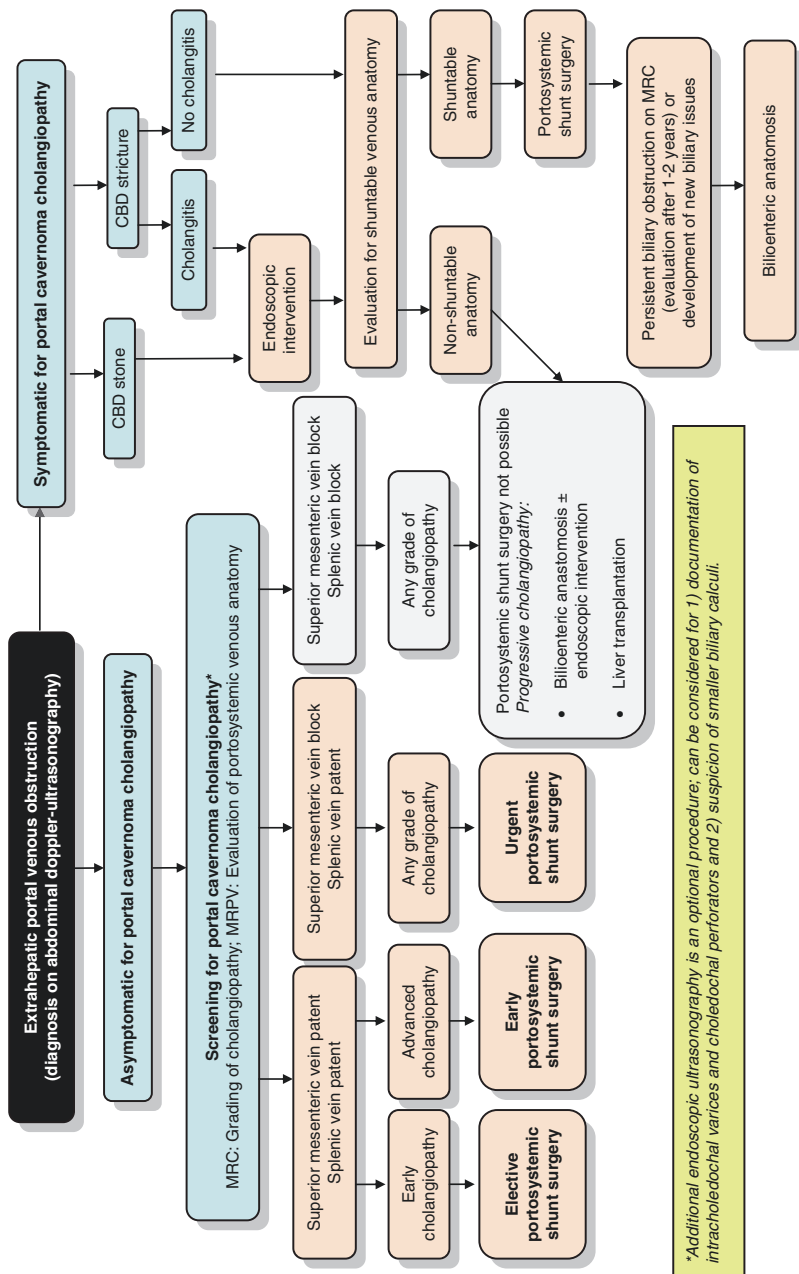 Extrahepatic portal venous obstruction
(diagnosis on abdominal doppler-ultrasonography)
Asymptomatic for portal cavernoma cholangiopathy
Screening for portal cavernoma cholangiopathy*
MRC: Grading of cholangiopathy; MRPV: Evaluation of portosystemic venous anatomy
Superior mesenteric vein patent
Splenic vein patent
Early
cholangiopathy
Elective
portosystemic
shunt surgery
Advanced
cholangiopathy
Early
portosystemic
shunt surgery
Superior mesenteric vein block
Splenic vein patent
Any grade of
cholangiopathy
Urgent
portosystemic
shunt surgery
Superior mesenteric vein block
Splenic vein block
Any grade of
cholangiopathy
Portosystemic shunt surgery not possible
Progressive cholangiopathy:
• Bilioenteric anastomosis ±
endoscopic intervention
• Liver transplantation
Symptomatic for portal cavernoma cholangiopathy
CBD stone
CBD stricture
Cholangitis
No cholangitis
Endoscopic
intervention
Evaluation for shuntable venous anatomy
Non-shuntable
anatomy
Shuntable
anatomy
Portosystemic
shunt surgery
Persistent biliary obstruction on MRC
(evaluation after 1-2 years) or
development of new biliary issues
Bilioenteric anatomosis
*Additional endoscopic ultrasonography is an optional procedure; can be considered for 1) documentation of
intracholedochal varices and choledochal perforators and 2) suspicion of smaller biliary calculi.